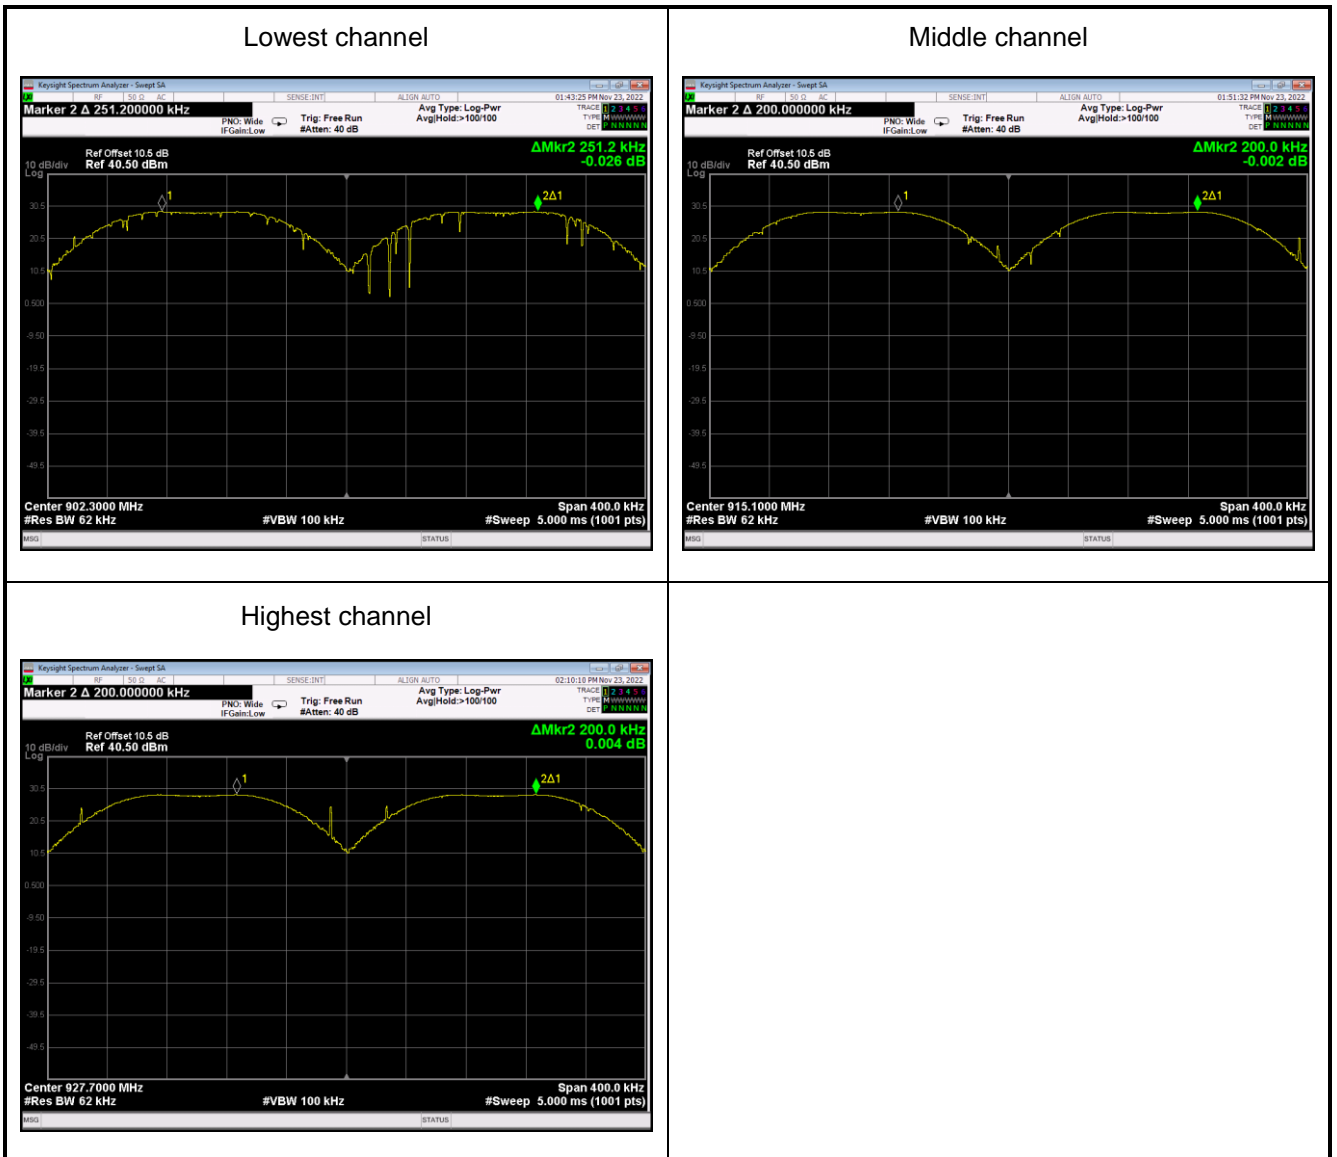 Lowest channel
Keysight Spectrum Analyzer - Swept SA
RF 50 Ω AC SENSE:INT ALIGN AUTO 01:43:25 PM Nov 23, 2022
Marker 2 Δ 251.200000 kHz
PNO: Wide Trig: Free Run Avg Type: Log-Pwr TRACE 1 2 3 4 5 6
IFGain:Low #Atten: 40 dB Avg|Hold:>100/100 TYPE M WWWWW
DET P N N N N N
Ref Offset 10.5 dB ΔMkr2 251.2 kHz
10 dB/div Ref 40.50 dBm -0.026 dB
Log
1 2Δ1
30.5
20.5
10.5
0.500
-9.50
-19.5
-29.5
-39.5
-49.5
Center 902.3000 MHz Span 400.0 kHz
#Res BW 62 kHz #VBW 100 kHz #Sweep 5.000 ms (1001 pts)
MSG STATUS
Middle channel
Keysight Spectrum Analyzer - Swept SA
RF 50 Ω AC SENSE:INT ALIGN AUTO 01:51:32 PM Nov 23, 2022
Marker 2 Δ 200.000000 kHz
PNO: Wide Trig: Free Run Avg Type: Log-Pwr TRACE 1 2 3 4 5 6
IFGain:Low #Atten: 40 dB Avg|Hold:>100/100 TYPE M WWWWW
DET P N N N N N
Ref Offset 10.5 dB ΔMkr2 200.0 kHz
10 dB/div Ref 40.50 dBm -0.002 dB
Log
1 2Δ1
30.5
20.5
10.5
0.500
-9.50
-19.5
-29.5
-39.5
-49.5
Center 915.1000 MHz Span 400.0 kHz
#Res BW 62 kHz #VBW 100 kHz #Sweep 5.000 ms (1001 pts)
MSG STATUS
Highest channel
Keysight Spectrum Analyzer - Swept SA
RF 50 Ω AC SENSE:INT ALIGN AUTO 02:10:18 PM Nov 23, 2022
Marker 2 Δ 200.000000 kHz
PNO: Wide Trig: Free Run Avg Type: Log-Pwr TRACE 1 2 3 4 5 6
IFGain:Low #Atten: 40 dB Avg|Hold:>100/100 TYPE M WWWWW
DET P N N N N N
Ref Offset 10.5 dB ΔMkr2 200.0 kHz
10 dB/div Ref 40.50 dBm 0.004 dB
Log
1 2Δ1
30.5
20.5
10.5
0.500
-9.50
-19.5
-29.5
-39.5
-49.5
Center 927.7000 MHz Span 400.0 kHz
#Res BW 62 kHz #VBW 100 kHz #Sweep 5.000 ms (1001 pts)
MSG STATUS